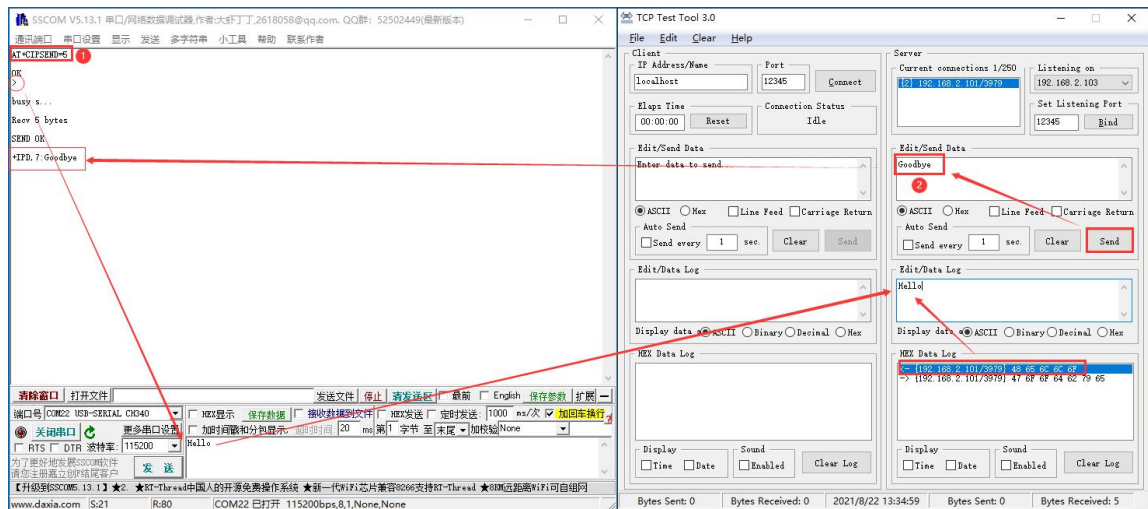 SSCOM V5.13.1 串口/网络数据调试器,作者:大虾丁丁,2618058@qq.com. QQ群: 52502449(最新版本)
通讯端口 串口设置 显示 发送 多字符串 小工具 帮助 联系作者
AT+CIPSEND=5
1
OK
>
busy s...
Recv 5 bytes
SEND OK
+IPD,7:Goodbye
清除窗口 打开文件 发送文件 停止 清发送区 最前 English 保存参数 扩展 —
端口号 COM22 USB-SERIAL CH340 HEX显示 保存数据 接收数据到文件 HEX发送 定时发送: 1000 ms/次 加回车换行
关闭串口 更多串口设置 加时间戳和分包显示. 超时时间: 20 ms 第1 字节 至 末尾 加校验 None
RTS DTR 波特率: 115200
Hello
为了更好地发展SSCOM软件
请您注册嘉立创F结尾客户
发 送
【升级到SSCOM5.13.1】★2. ★RT-Thread中国人的开源免费操作系统 ★新一代WiFi芯片兼容8266支持RT-Thread ★8KM远距离WiFi可自组网
www.daxia.com S:21 R:80 COM22 已打开 115200bps,8,1,None,None
TCP Test Tool 3.0
File Edit Clear Help
Client
IP Address/Name
localhost
Port
12345
Connect
Elaps Time
00:00:00
Reset
Connection Status
Idle
Edit/Send Data
Enter data to send...
ASCII Hex Line Feed Carriage Return
Auto Send
Send every 1 sec. Clear Send
Edit/Data Log
Display data a ASCII Binary Decimal Hex
HEX Data Log
Display
Time Date
Sound
Enabled
Clear Log
Server
Current connections 1/250
{2} 192.168.2.101/3979
Listening on
192.168.2.103
Set Listening Port
12345
Bind
Edit/Send Data
Goodbye
2
ASCII Hex Line Feed Carriage Return
Auto Send
Send every 1 sec. Clear Send
Edit/Data Log
Hello
Display data a ASCII Binary Decimal Hex
HEX Data Log
<- {192.168.2.101/3979} 48 65 6C 6C 6F
=> {192.168.2.101/3979} 47 6F 6F 64 62 79 65
Display
Time Date
Sound
Enabled
Clear Log
Bytes Sent: 0 Bytes Received: 0 2021/8/22 13:34:59 Bytes Sent: 0 Bytes Received: 5